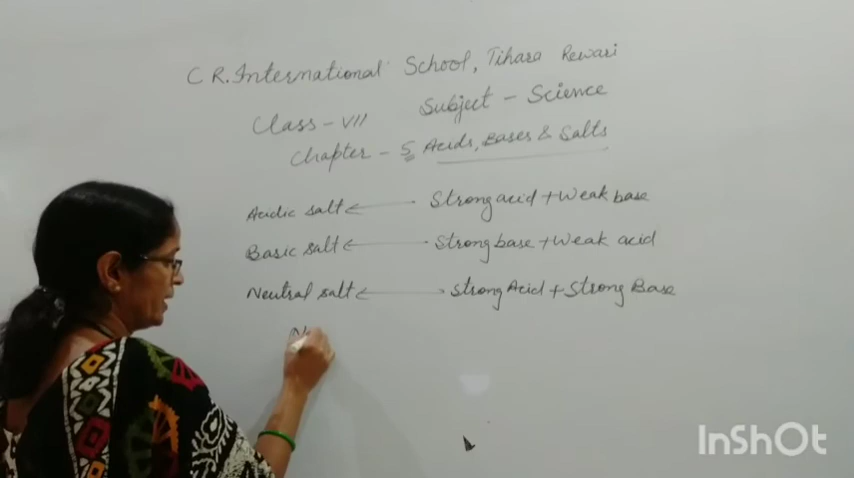 C R. International School, Tihara Rewari
Class - VII Subject - Science
Chapter - 5 Acids, Bases & Salts
Acidic salt ← Strong acid + Weak base
Basic salt ← Strong base + Weak acid
Neutral salt ↔ Strong Acid + Strong Base
InShOt